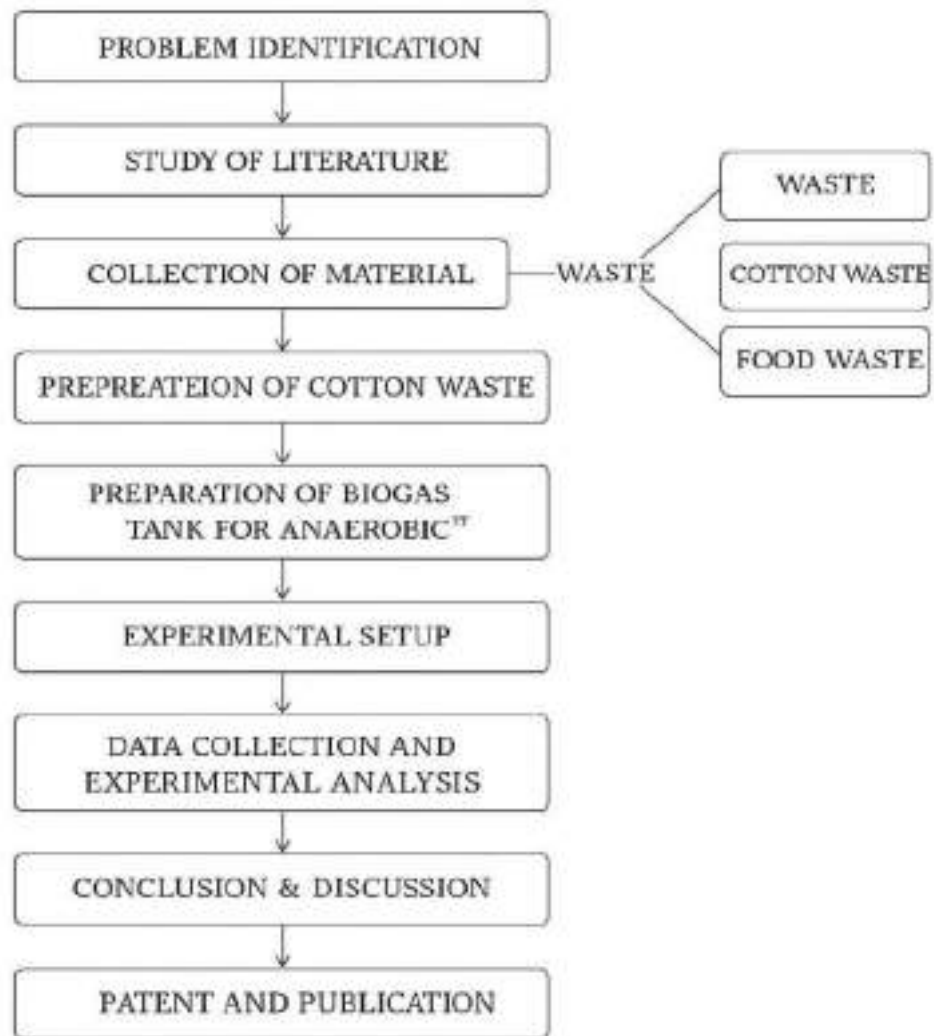 PROBLEM IDENTIFICATION
STUDY OF LITERATURE
COLLECTION OF MATERIAL
WASTE
WASTE
COTTON WASTE
FOOD WASTE
PREPREATEION OF COTTON WASTE
PREPARATION OF BIOGAS
TANK FOR ANAEROBIC
EXPERIMENTAL SETUP
DATA COLLECTION AND
EXPERIMENTAL ANALYSIS
CONCLUSION & DISCUSSION
PATENT AND PUBLICATION